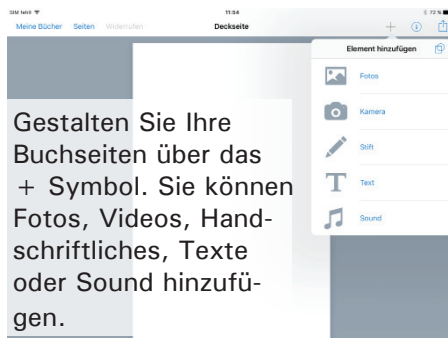 SIM fehlt 11:54 72 %
Meine Bücher Seiten Widerrufen Deckseite
Element hinzufügen
Fotos
Kamera
Stift
Text
Sound
Gestalten Sie Ihre
Buchseiten über das
+ Symbol. Sie können
Fotos, Videos, Hand-
schriftliches, Texte
oder Sound hinzufü-
gen.